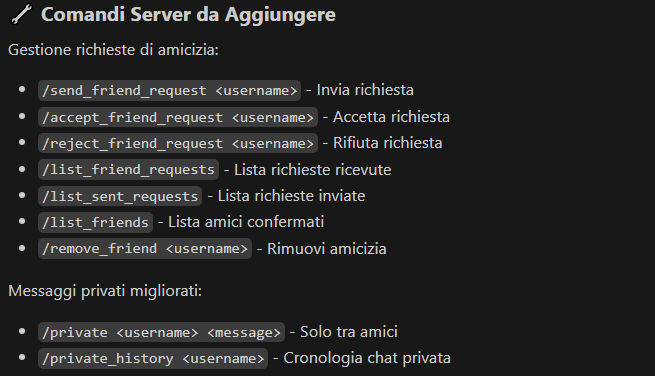 🔧 Comandi Server da Aggiungere
Gestione richieste di amicizia:
• /send_friend_request <username> - Invia richiesta
• /accept_friend_request <username> - Accetta richiesta
• /reject_friend_request <username> - Rifiuta richiesta
• /list_friend_requests - Lista richieste ricevute
• /list_sent_requests - Lista richieste inviate
• /list_friends - Lista amici confermati
• /remove_friend <username> - Rimuovi amicizia
Messaggi privati migliorati:
• /private <username> <message> - Solo tra amici
• /private_history <username> - Cronologia chat privata